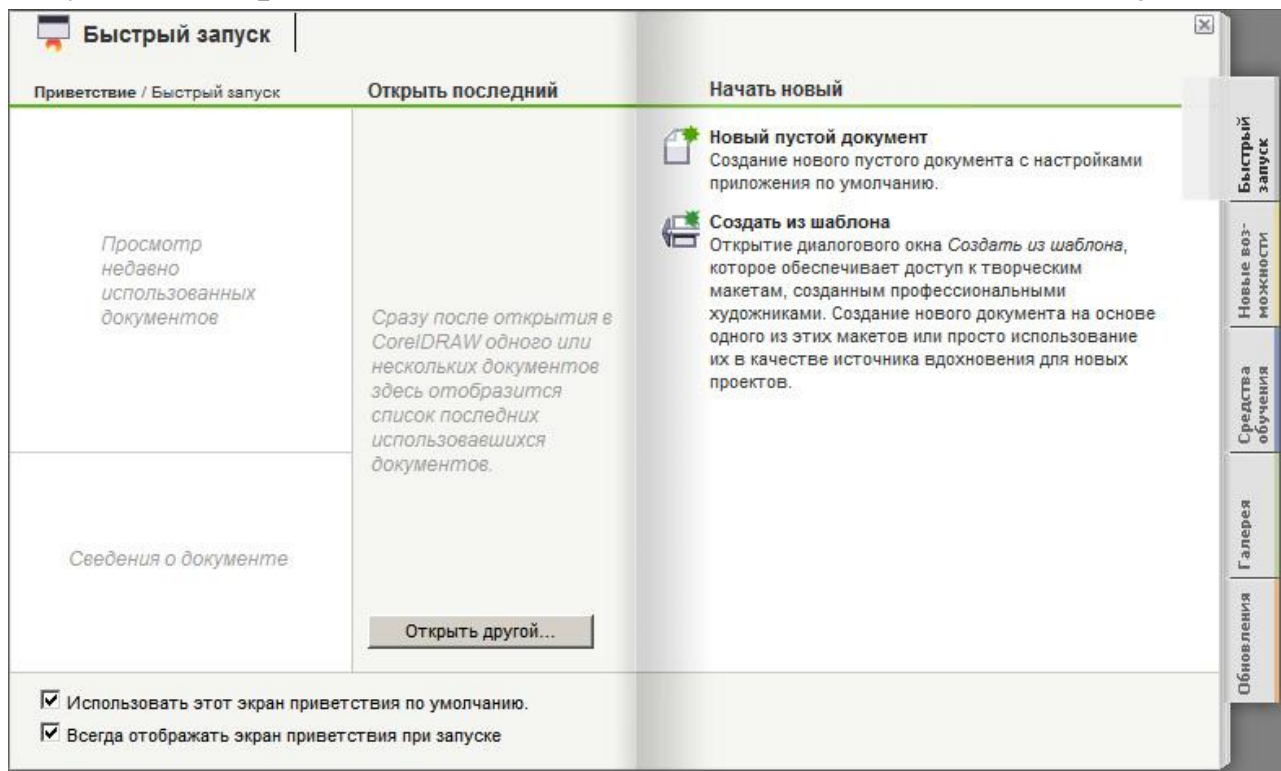 Быстрый запуск
Приветствие / Быстрый запуск
Открыть последний
Начать новый
Просмотр
недавно
использованных
документов
Сведения о документе
Сразу после открытия в
CorelDRAW одного или
нескольких документов
здесь отобразится
список последних
использовавшихся
документов.
Открыть другой...
Новый пустой документ
Создание нового пустого документа с настройками
приложения по умолчанию.
Создать из шаблона
Открытие диалогового окна Создать из шаблона,
которое обеспечивает доступ к творческим
макетам, созданным профессиональными
художниками. Создание нового документа на основе
одного из этих макетов или просто использование
их в качестве источника вдохновения для новых
проектов.
Использовать этот экран приветствия по умолчанию.
Всегда отображать экран приветствия при запуске
Быстрый
запуск
Новые воз-
можности
Средства
обучения
Галерея
Обновления